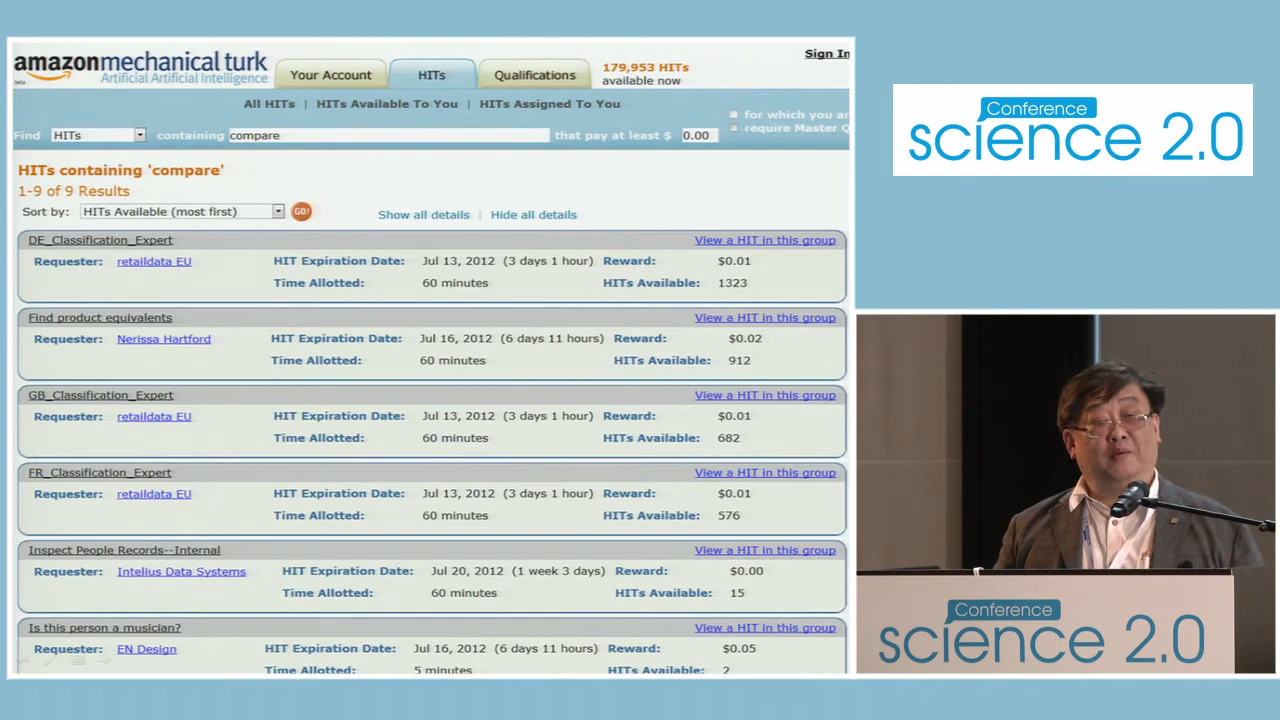 amazonmechanical turk
beta
Artificial Artificial Intelligence
Your Account
HITs
Qualifications
179,953 HITs
available now
Sign In
All HITs | HITs Available To You | HITs Assigned To You
Find HITs containing compare that pay at least $ 0.00
for which you ar
require Master Q
HITs containing 'compare'
1-9 of 9 Results
Sort by: HITs Available (most first) GO! Show all details | Hide all details
DE_Classification_Expert View a HIT in this group
Requester: retaildata EU HIT Expiration Date: Jul 13, 2012 (3 days 1 hour) Reward: $0.01
Time Allotted: 60 minutes HITs Available: 1323
Find product equivalents View a HIT in this group
Requester: Nerissa Hartford HIT Expiration Date: Jul 16, 2012 (6 days 11 hours) Reward: $0.02
Time Allotted: 60 minutes HITs Available: 912
GB_Classification_Expert View a HIT in this group
Requester: retaildata EU HIT Expiration Date: Jul 13, 2012 (3 days 1 hour) Reward: $0.01
Time Allotted: 60 minutes HITs Available: 682
FR_Classification_Expert View a HIT in this group
Requester: retaildata EU HIT Expiration Date: Jul 13, 2012 (3 days 1 hour) Reward: $0.01
Time Allotted: 60 minutes HITs Available: 576
Inspect People Records--Internal View a HIT in this group
Requester: Intelius Data Systems HIT Expiration Date: Jul 20, 2012 (1 week 3 days) Reward: $0.00
Time Allotted: 60 minutes HITs Available: 15
Is this person a musician? View a HIT in this group
Requester: EN Design HIT Expiration Date: Jul 16, 2012 (6 days 11 hours) Reward: $0.05
Time Allotted: 5 minutes HITs Available: 2
Conference
science 2.0
Conference
science 2.0